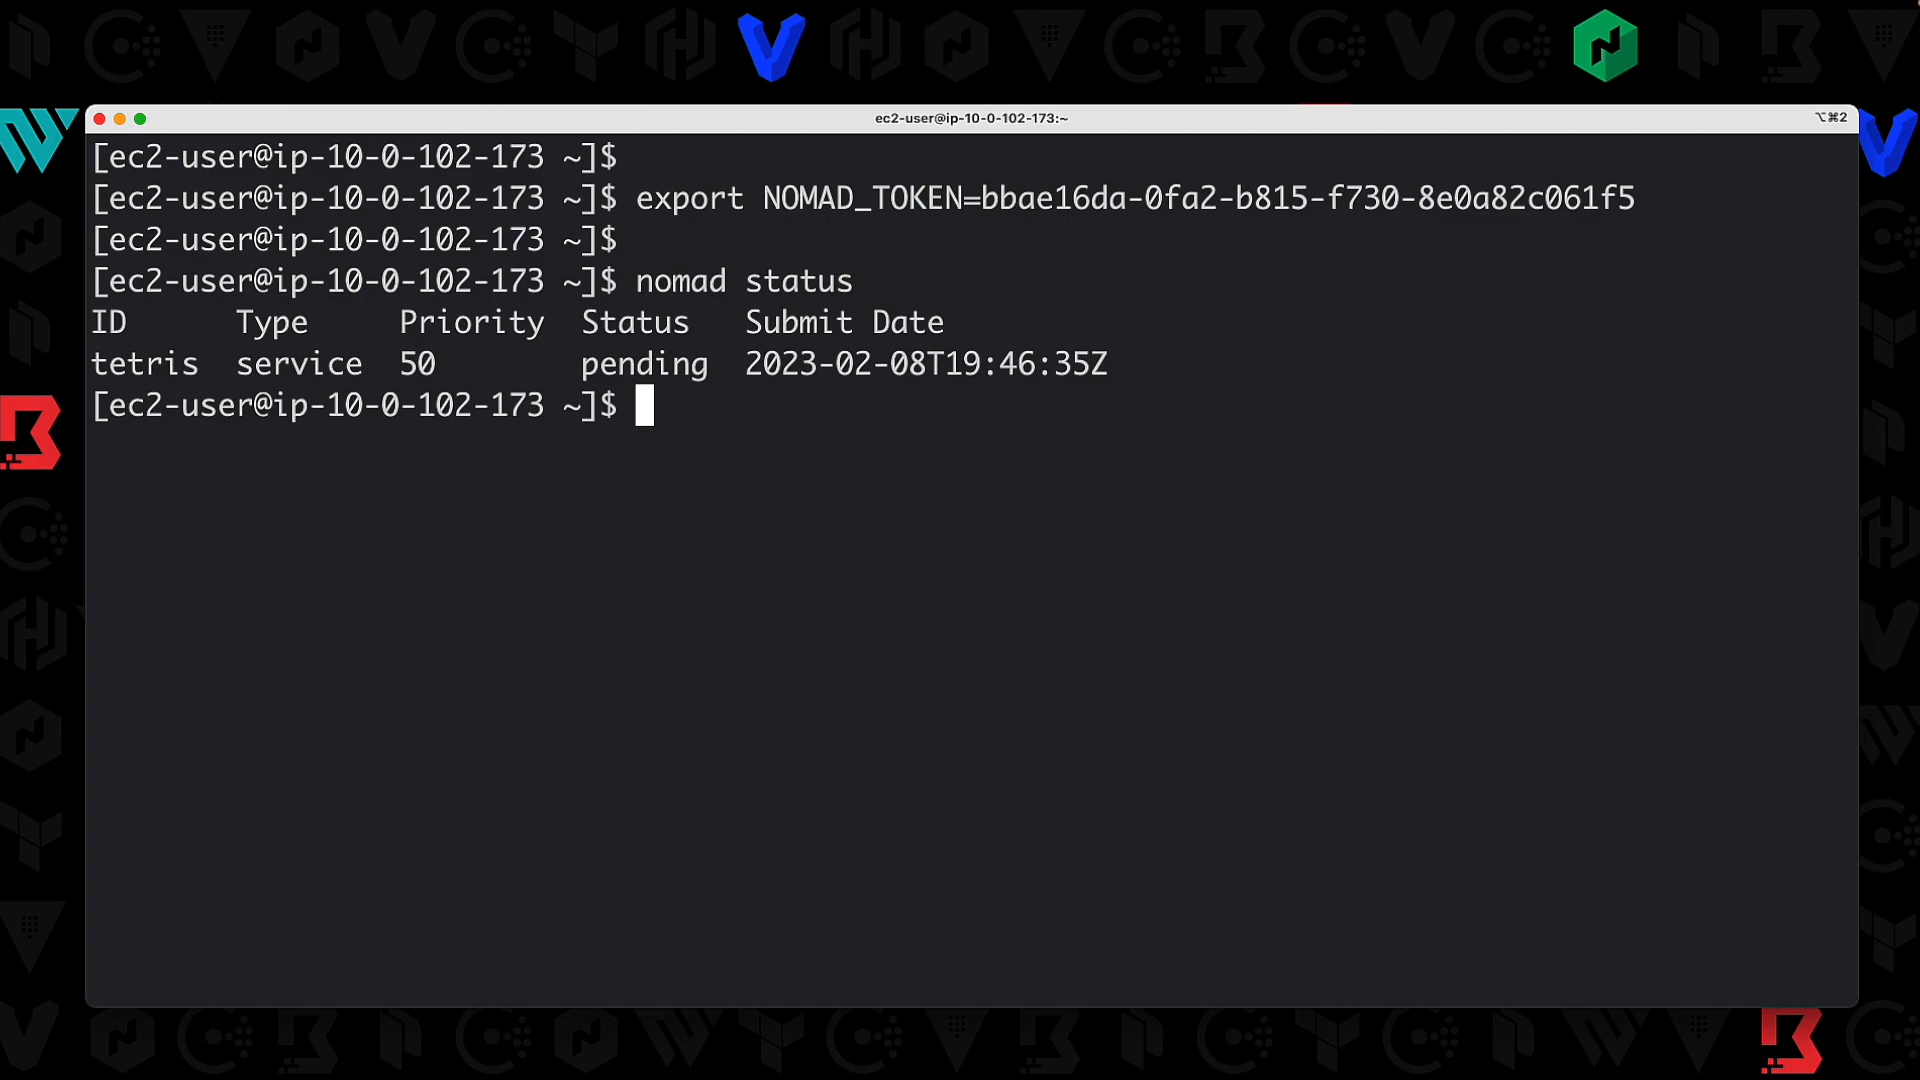 ec2-user@ip-10-0-102-173:~
⌥⌘2
[ec2-user@ip-10-0-102-173 ~]$
[ec2-user@ip-10-0-102-173 ~]$ export NOMAD_TOKEN=bbae16da-0fa2-b815-f730-8e0a82c061f5
[ec2-user@ip-10-0-102-173 ~]$
[ec2-user@ip-10-0-102-173 ~]$ nomad status
ID Type Priority Status Submit Date
tetris service 50 pending 2023-02-08T19:46:35Z
[ec2-user@ip-10-0-102-173 ~]$